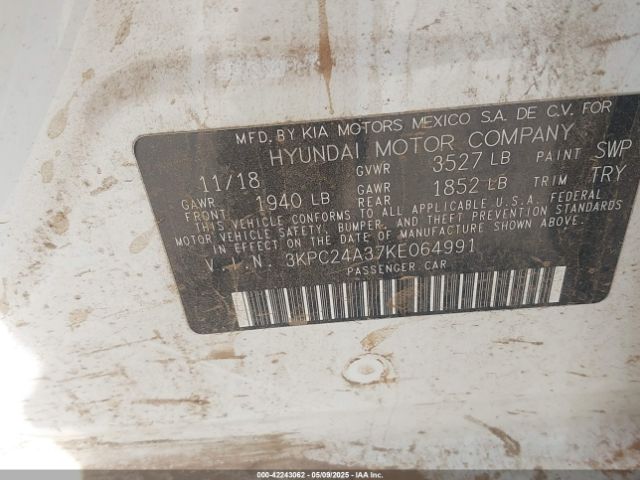 MFD. BY KIA MOTORS MEXICO S.A. DE C.V. FOR
HYUNDAI MOTOR COMPANY
11/18 GVWR 3527 LB PAINT SWP
GAWR FRONT 1940 LB GAWR REAR 1852 LB TRIM TRY
THIS VEHICLE CONFORMS TO ALL APPLICABLE U.S.A. FEDERAL
MOTOR VEHICLE SAFETY, BUMPER, AND THEFT PREVENTION STANDARDS
IN EFFECT ON THE DATE OF MANUFACTURE SHOWN ABOVE.
V.I.N. 3KPC24A37KE064991
PASSENGER CAR
000-42243062 | 05/09/2025 | IAAI.COM